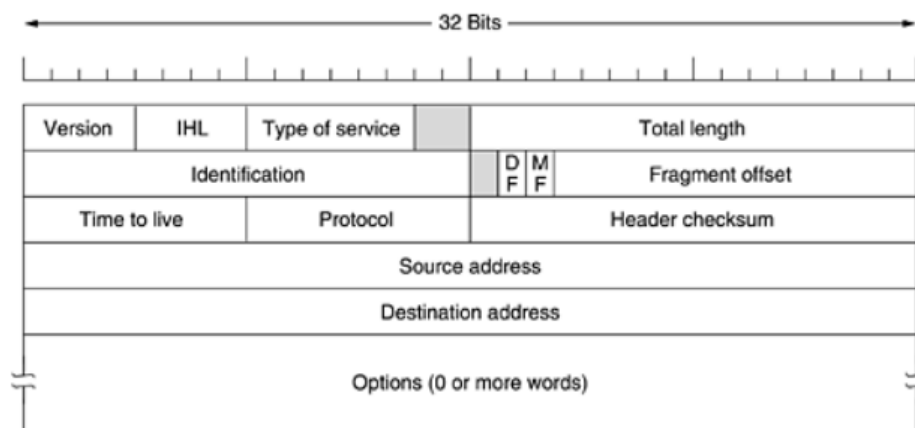 32 Bits
Version IHL Type of service Total length
Identification D F M F Fragment offset
Time to live Protocol Header checksum
Source address
Destination address
Options (0 or more words)